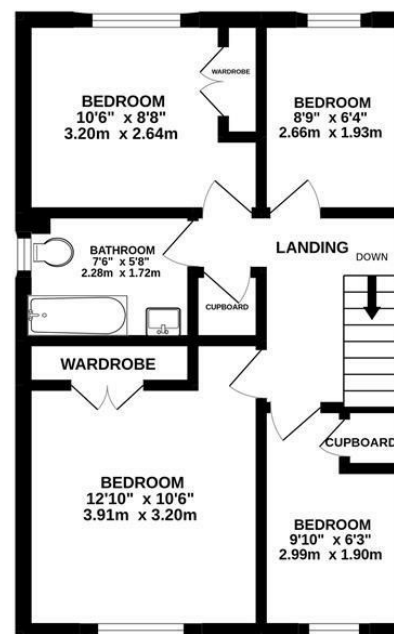 WARDROBE
BEDROOM
10'6" x 8'8"
3.20m x 2.64m
BEDROOM
8'9" x 6'4"
2.66m x 1.93m
BATHROOM
7'6" x 5'8"
2.28m x 1.72m
LANDING
DOWN
CUPBOARD
WARDROBE
CUPBOARD
BEDROOM
12'10" x 10'6"
3.91m x 3.20m
BEDROOM
9'10" x 6'3"
2.99m x 1.90m